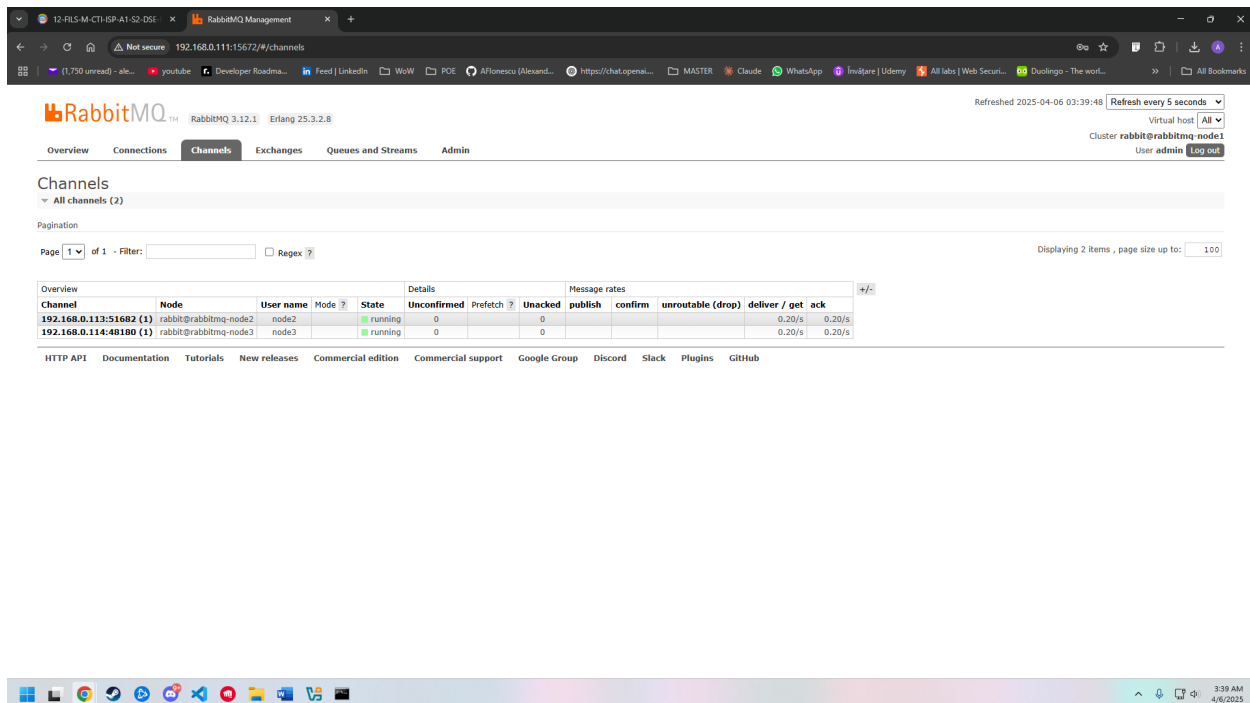 12-FILS-M-CTI-ISP-A1-S2-DSE-
RabbitMQ Management
Not secure 192.168.0.111:15672/#/channels
(1,750 unread) - ale... youtube Developer Roadma... Feed | LinkedIn WoW POE AFlonescu (Alexand... https://chat.openai.... MASTER Claude WhatsApp Învățare | Udemy All labs | Web Securi... Duolingo - The worl... » All Bookmarks
RabbitMQ TM RabbitMQ 3.12.1 Erlang 25.3.2.8
Refreshed 2025-04-06 03:39:48 Refresh every 5 seconds
Virtual host All
Cluster rabbit@rabbitmq-node1
User admin Log out
Overview Connections Channels Exchanges Queues and Streams Admin
Channels
All channels (2)
Pagination
Page 1 of 1 - Filter: Regex ? Displaying 2 items , page size up to: 100
Overview Details Message rates +/-
Channel Node User name Mode ? State Unconfirmed Prefetch ? Unacked publish confirm unroutable (drop) deliver / get ack
192.168.0.113:51682 (1) rabbit@rabbitmq-node2 node2 running 0 0 0.20/s 0.20/s
192.168.0.114:48180 (1) rabbit@rabbitmq-node3 node3 running 0 0 0.20/s 0.20/s
HTTP API Documentation Tutorials New releases Commercial edition Commercial support Google Group Discord Slack Plugins GitHub
3:39 AM
4/6/2025